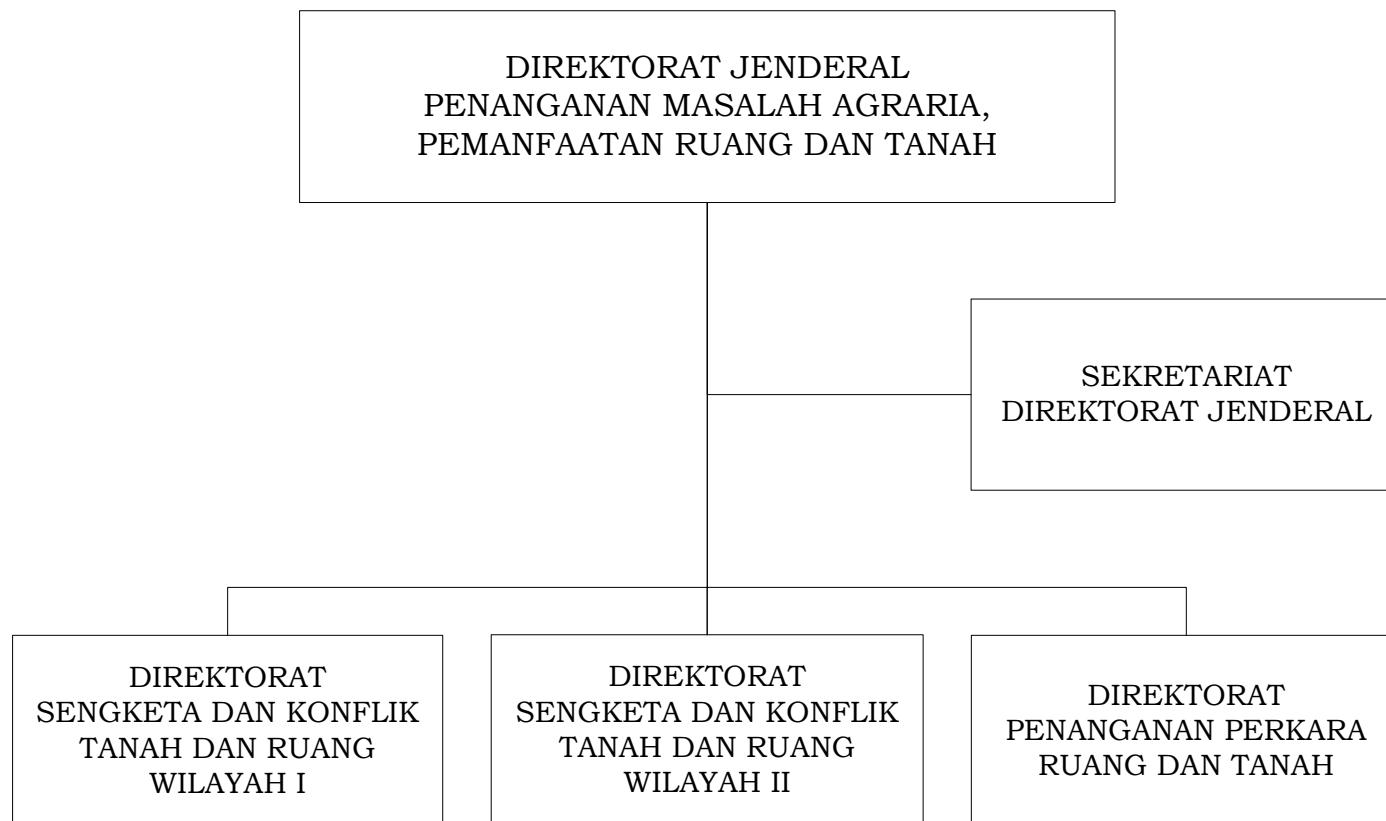 DIREKTORAT JENDERAL
PENANGANAN MASALAH AGRARIA,
PEMANFAATAN RUANG DAN TANAH
SEKRETARIAT
DIREKTORAT JENDERAL
DIREKTORAT
SENGKETA DAN KONFLIK
TANAH DAN RUANG
WILAYAH I
DIREKTORAT
SENGKETA DAN KONFLIK
TANAH DAN RUANG
WILAYAH II
DIREKTORAT
PENANGANAN PERKARA
RUANG DAN TANAH